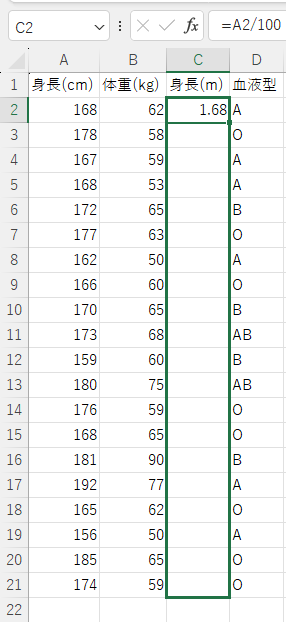 C2 fx =A2/100
A B C D
1 身長(cm) 体重(kg) 身長(m) 血液型
2 168 62 1.68 A
3 178 58 O
4 167 59 A
5 168 53 A
6 172 65 B
7 177 63 O
8 162 50 A
9 166 60 O
10 170 65 B
11 173 68 AB
12 159 60 B
13 180 75 AB
14 176 59 O
15 168 65 O
16 181 90 B
17 192 77 A
18 165 62 O
19 156 50 A
20 185 65 O
21 174 59 O
22